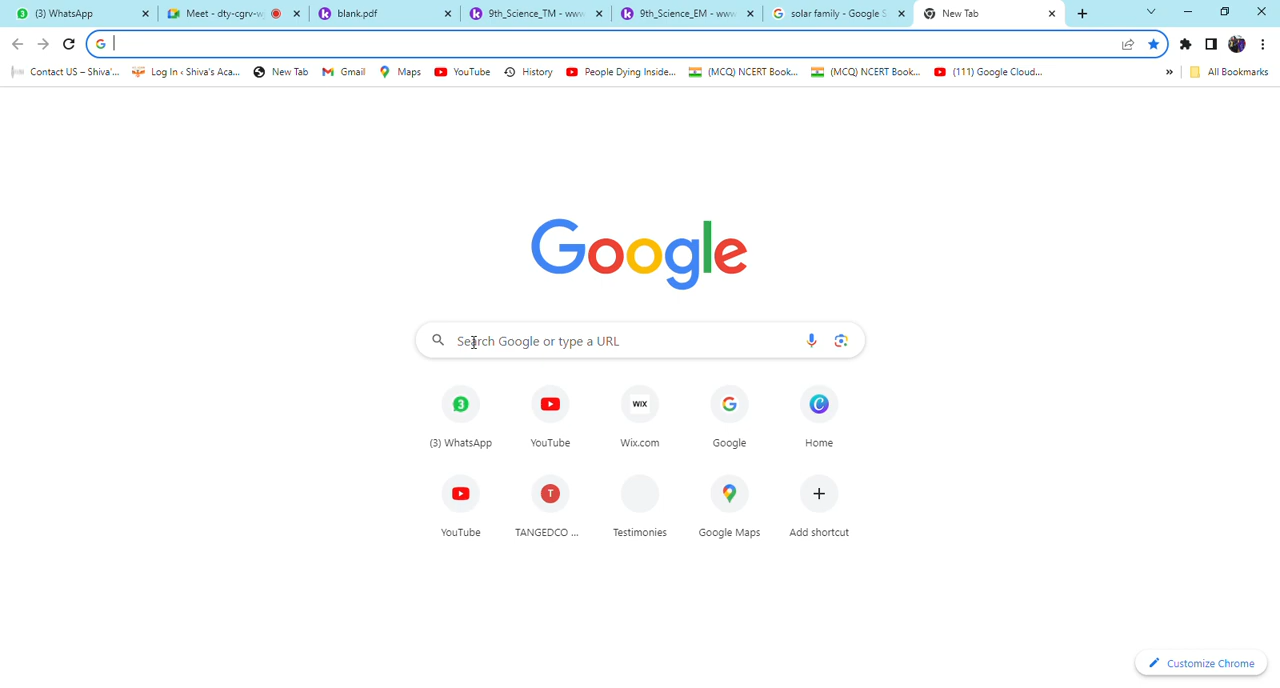 (3) WhatsApp Meet - dty-cgrv-w blank.pdf 9th_Science_TM - www 9th_Science_EM - www solar family - Google S New Tab
Contact US – Shiva'... Log In ‹ Shiva's Aca... New Tab Gmail Maps YouTube History People Dying Inside... (MCQ) NCERT Book... (MCQ) NCERT Book... (111) Google Cloud... » All Bookmarks
Google
Search Google or type a URL
3 WIX
(3) WhatsApp YouTube Wix.com Google Home
T
YouTube TANGEDCO ... Testimonies Google Maps Add shortcut
Customize Chrome